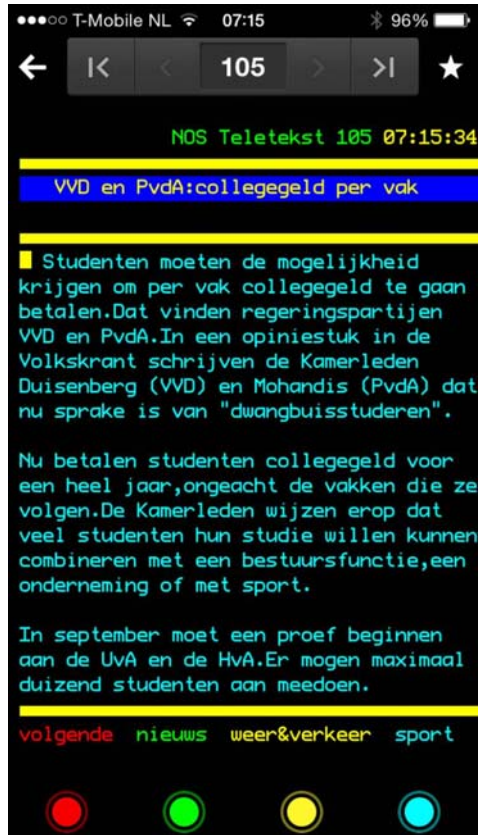 T-Mobile NL 07:15 96%
105
NOS Teletekst 105 07:15:34
VVD en PvdA:collegegeld per vak
Studenten moeten de mogelijkheid
krijgen om per vak collegegeld te gaan
betalen.Dat vinden regeringspartijen
VVD en PvdA.In een opiniestuk in de
Volkskrant schrijven de Kamerleden
Duisenberg (VVD) en Mohandis (PvdA) dat
nu sprake is van "dwangbuisstuderen".
Nu betalen studenten collegegeld voor
een heel jaar,ongeacht de vakken die ze
volgen.De Kamerleden wijzen erop dat
veel studenten hun studie willen kunnen
combineren met een bestuursfunctie,een
onderneming of met sport.
In september moet een proef beginnen
aan de UvA en de HvA.Er mogen maximaal
duizend studenten aan meedoen.
volgende nieuws weer&verkeer sport